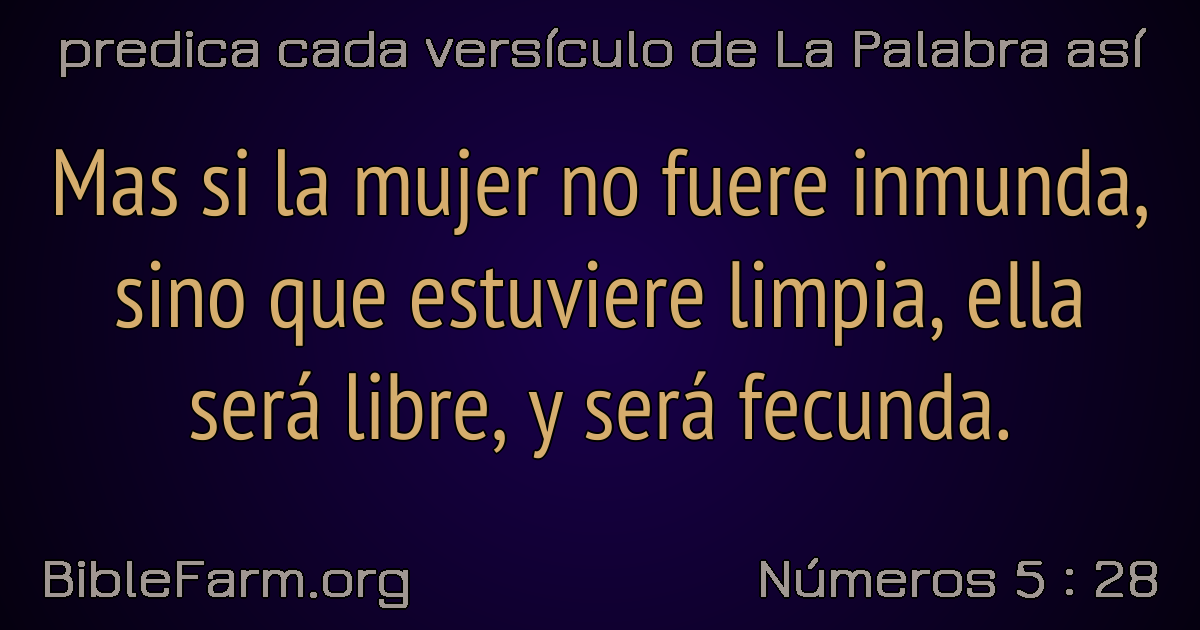 predica cada versículo de La Palabra así
Mas si la mujer no fuere inmunda,
sino que estuviere limpia, ella
será libre, y será fecunda.
BibleFarm.org
Números 5 : 28